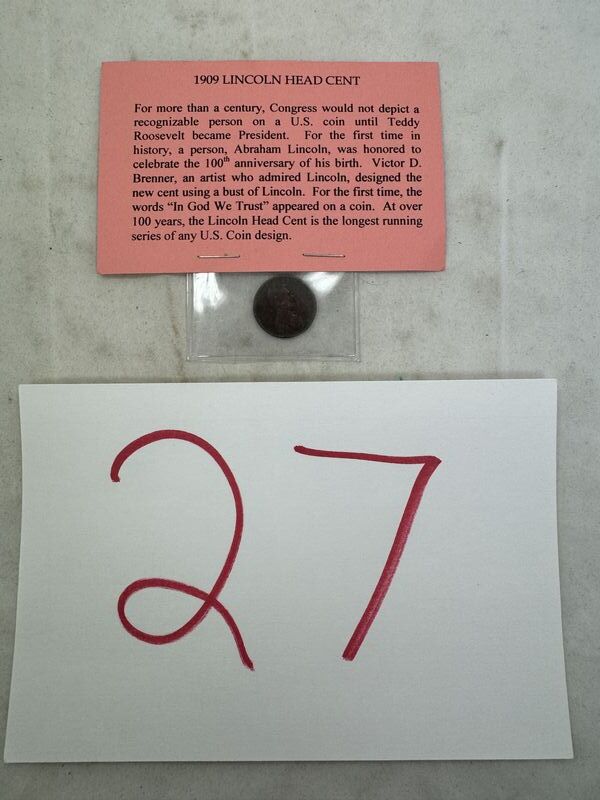 1909 LINCOLN HEAD CENT
For more than a century, Congress would not depict a
recognizable person on a U.S. coin until Teddy
Roosevelt became President. For the first time in
history, a person, Abraham Lincoln, was honored to
celebrate the 100th anniversary of his birth. Victor D.
Brenner, an artist who admired Lincoln, designed the
new cent using a bust of Lincoln. For the first time, the
words “In God We Trust” appeared on a coin. At over
100 years, the Lincoln Head Cent is the longest running
series of any U.S. Coin design.
27